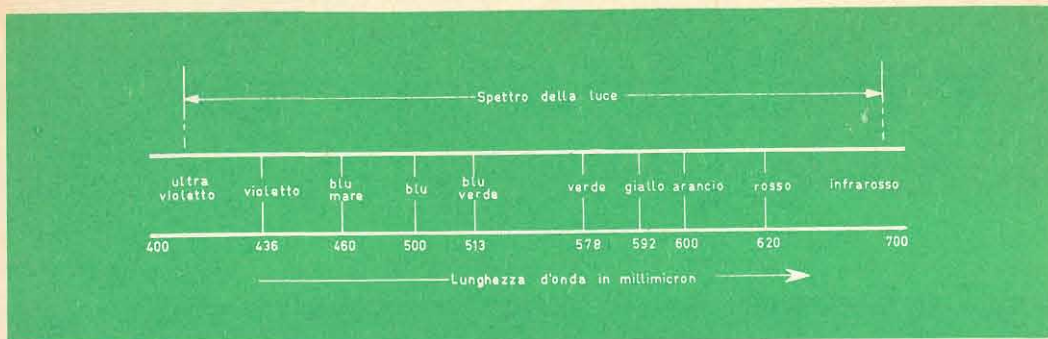 Spettro della luce
ultra violetto
violetto
blu mare
blu
blu verde
verde
giallo
arancio
rosso
infrarosso
400 436 460 500 513 578 592 600 620 700
Lunghezza d'onda in millimicron